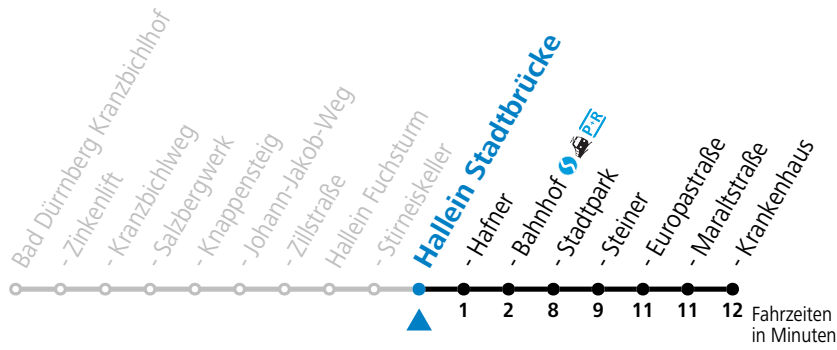 Bad Dürrnberg Kranzbichlhof
- Zinkenlift
- Kranzbichlweg
- Salzbergwerk
- Knappensteig
- Johann-Jakob-Weg
- Zillstraße
Hallein Fuchsturm
- Stirneiskeller
Hallein Stadtbrücke
- Hafner
- Bahnhof P+R
- Stadtpark
- Steiner
- Europastraße
- Maraltstraße
- Krankenhaus
1 2 8 9 11 11 12
Fahrzeiten
in Minuten